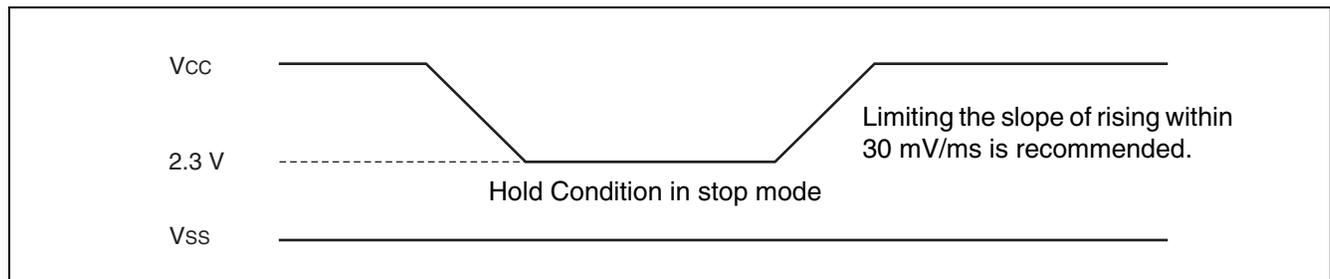 Vcc
Limiting the slope of rising within
30 mV/ms is recommended.
2.3 V
Hold Condition in stop mode
Vss